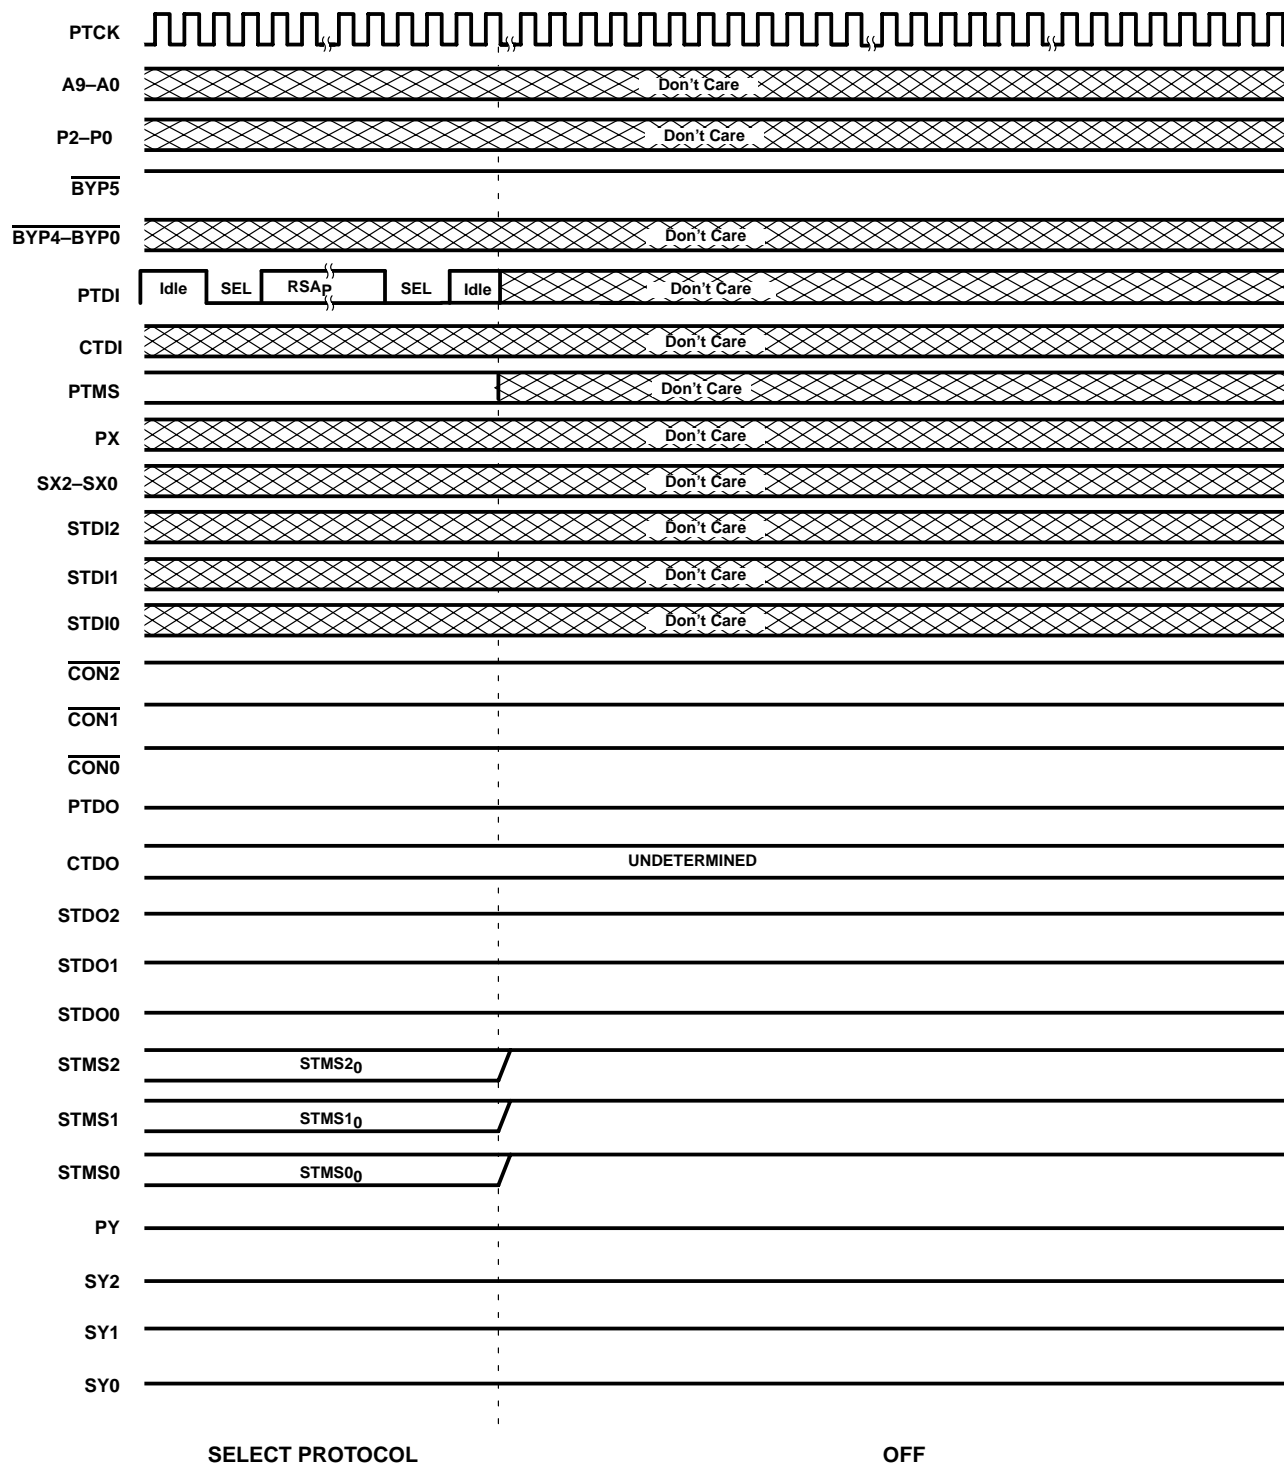 PTCK
A9–A0 Don't Care
P2–P0 Don't Care
BYP5
BYP4–BYP0 Don't Care
PTDI Idle SEL RSAP SEL Idle Don't Care
CTDI Don't Care
PTMS Don't Care
PX Don't Care
SX2–SX0 Don't Care
STDI2 Don't Care
STDI1 Don't Care
STDI0 Don't Care
CON2
CON1
CON0
PTDO
CTDO UNDETERMINED
STDO2
STDO1
STDO0
STMS2 STMS20
STMS1 STMS10
STMS0 STMS00
PY
SY2
SY1
SY0
SELECT PROTOCOL OFF